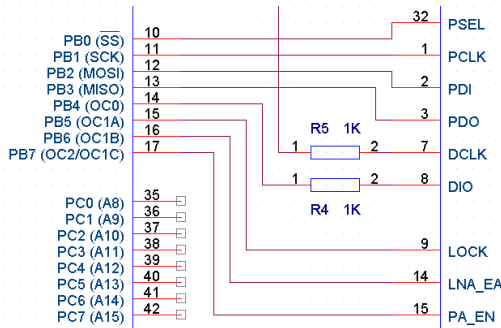 32 PSEL
PB0 (SS) 10
PB1 (SCK) 11 1 PCLK
PB2 (MOSI) 12
PB3 (MISO) 13 2 PDI
PB4 (OC0) 14
PB5 (OC1A) 15 3 PDO
PB6 (OC1B) 16 R5 1K
PB7 (OC2/OC1C) 17 1 2 7 DCLK
1 2 8 DIO
PC0 (A8) 35 R4 1K
PC1 (A9) 36
PC2 (A10) 37
PC3 (A11) 38 9 LOCK
PC4 (A12) 39
PC5 (A13) 40 14 LNA_EA
PC6 (A14) 41
PC7 (A15) 42 15 PA_EN